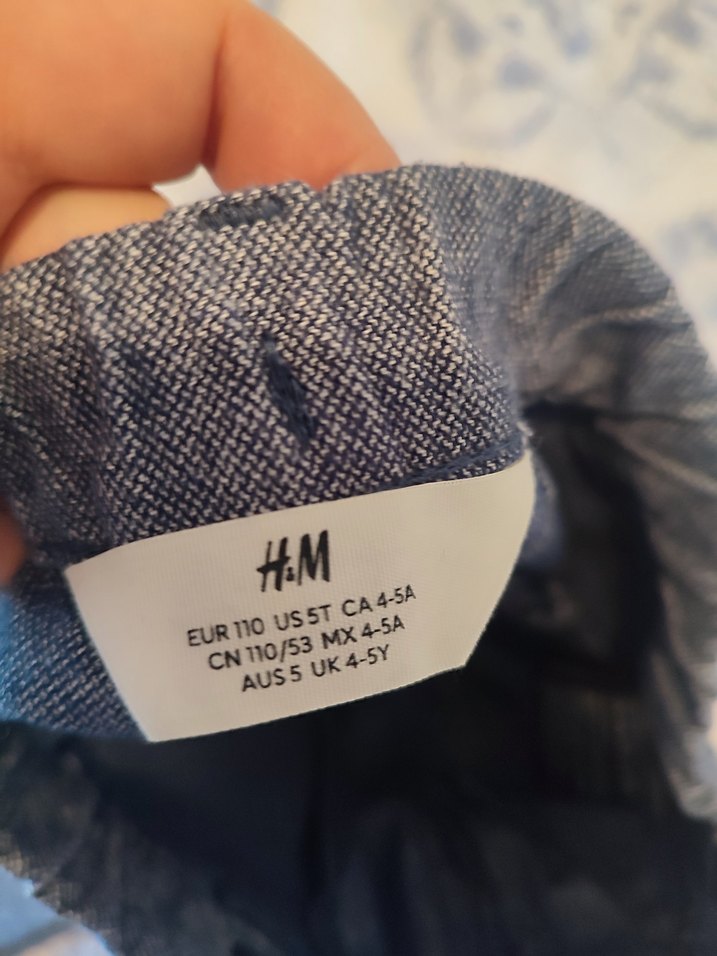 H&M
EUR 110 US 5T CA 4-5A
CN 110/53 MX 4-5A
AUS 5 UK 4-5Y